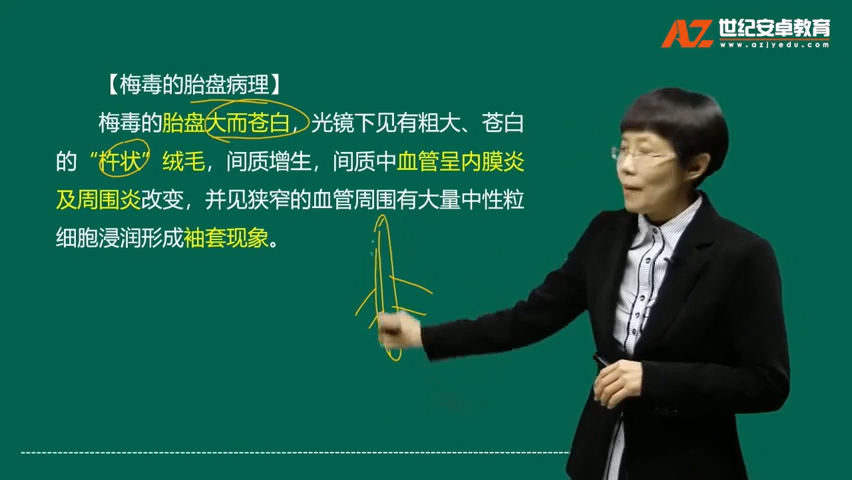 AZ 世纪安卓教育
www.azjyedu.com
【梅毒的胎盘病理】
梅毒的胎盘大而苍白，光镜下见有粗大、苍白
的“杵状”绒毛，间质增生，间质中血管呈内膜炎
及周围炎改变，并见狭窄的血管周围有大量中性粒
细胞浸润形成袖套现象。